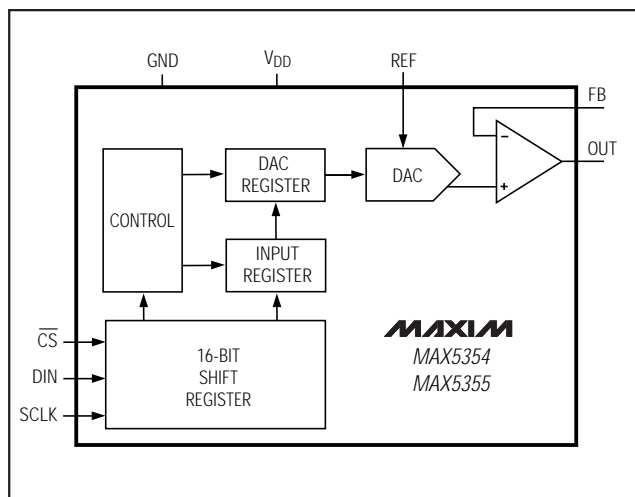 GND
VDD
REF
FB
OUT
DAC
REGISTER
DAC
CONTROL
INPUT
REGISTER
CS
DIN
SCLK
16-BIT
SHIFT
REGISTER
MAXIM
MAX5354
MAX5355
−
+